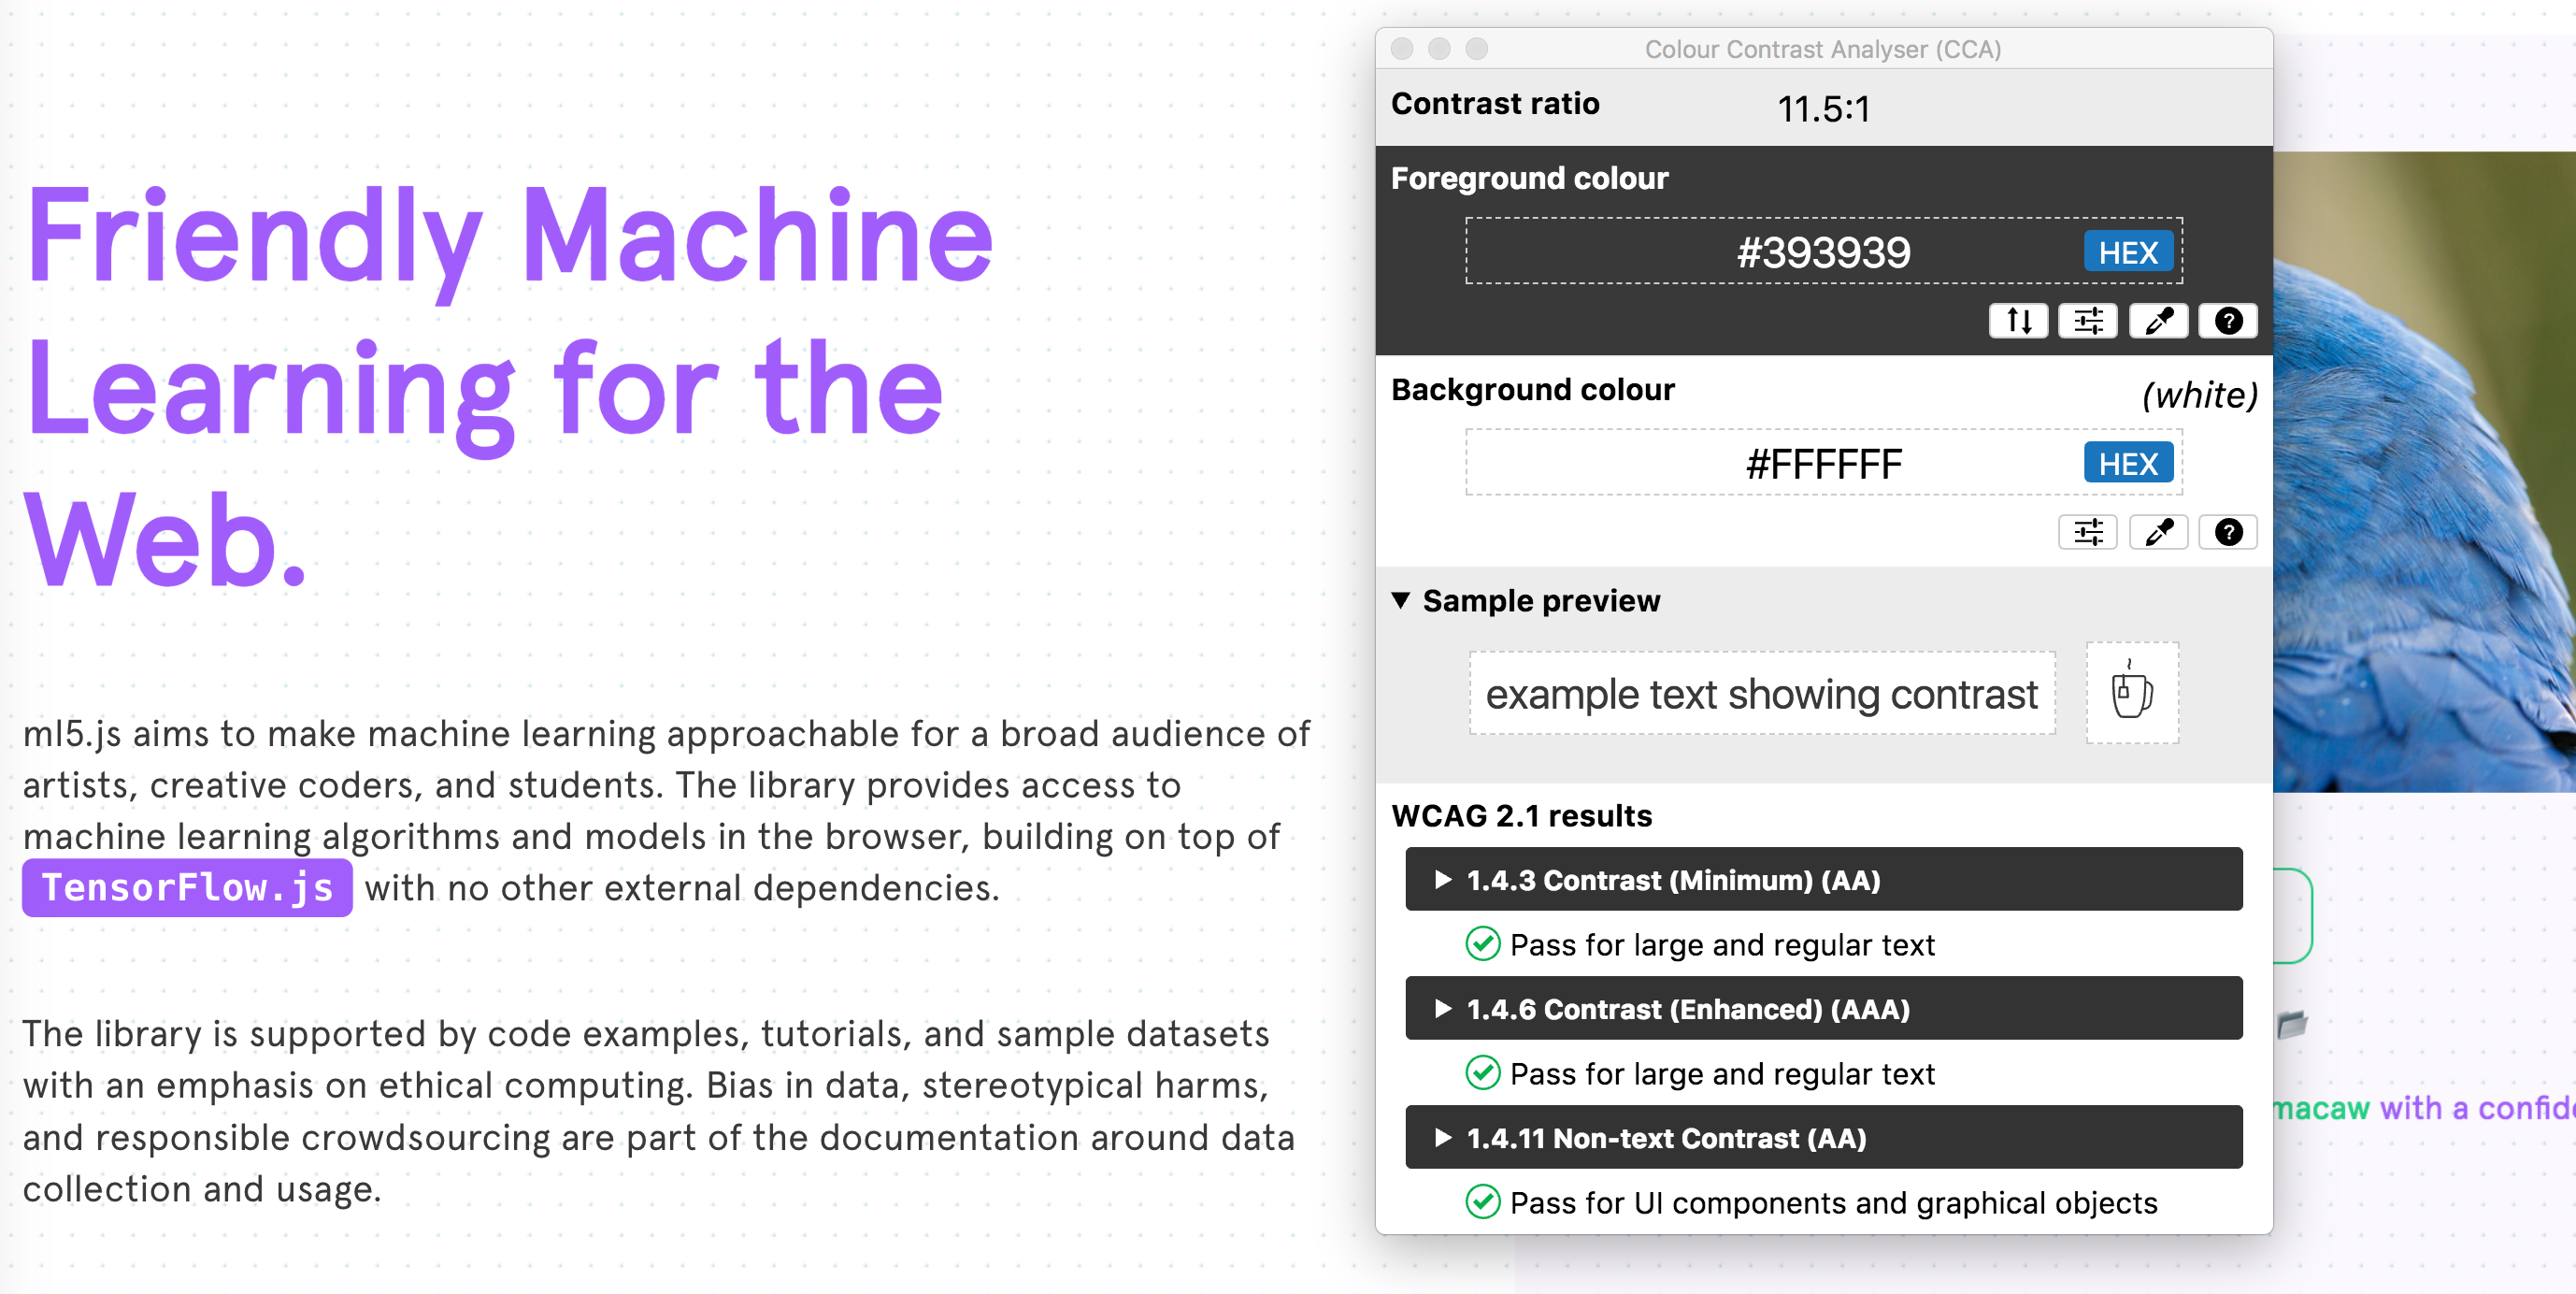 Friendly Machine
Learning for the
Web.
ml5.js aims to make machine learning approachable for a broad audience of
artists, creative coders, and students. The library provides access to
machine learning algorithms and models in the browser, building on top of
TensorFlow.js with no other external dependencies.
The library is supported by code examples, tutorials, and sample datasets
with an emphasis on ethical computing. Bias in data, stereotypical harms,
and responsible crowdsourcing are part of the documentation around data
collection and usage.
Colour Contrast Analyser (CCA)
Contrast ratio 11.5:1
Foreground colour
#393939 HEX
Background colour (white)
#FFFFFF HEX
Sample preview
example text showing contrast
WCAG 2.1 results
1.4.3 Contrast (Minimum) (AA)
Pass for large and regular text
1.4.6 Contrast (Enhanced) (AAA)
Pass for large and regular text
1.4.11 Non-text Contrast (AA)
Pass for UI components and graphical objects
macaw with a